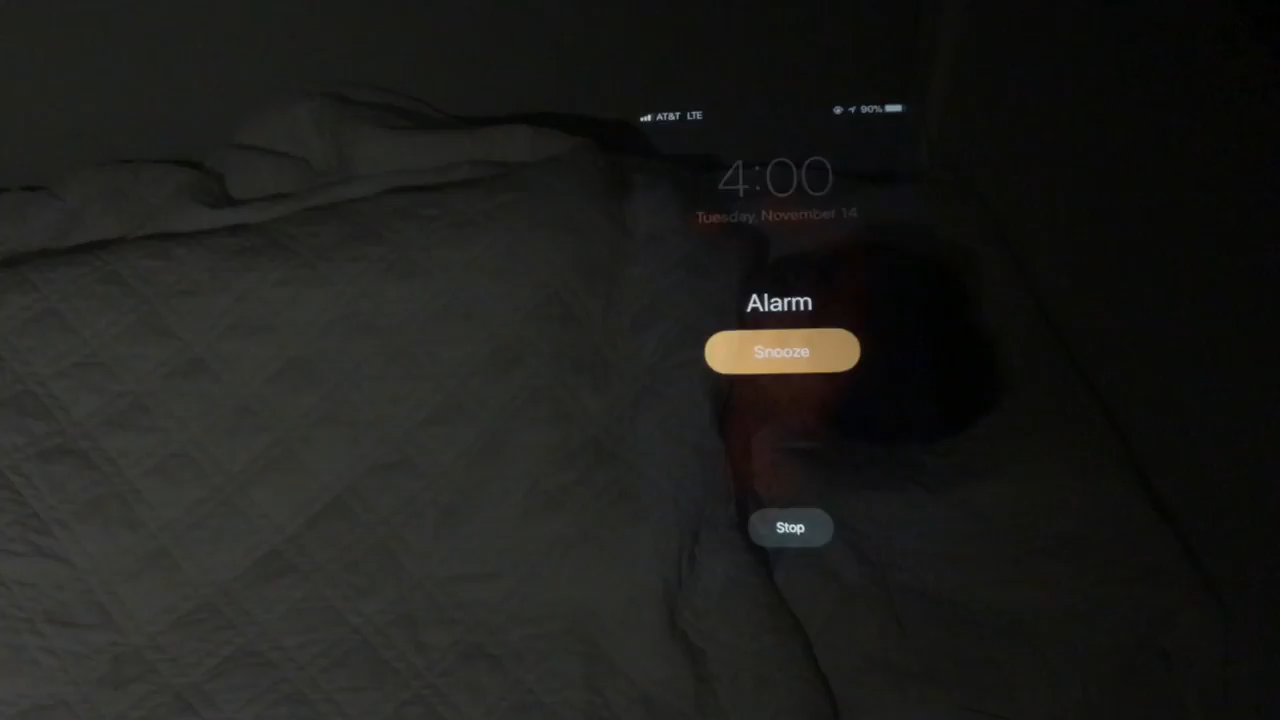 AT&T LTE 90%
4:00
Tuesday, November 14
Alarm
Snooze
Stop